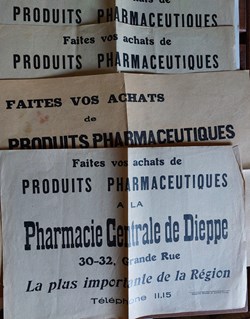 achats de
PRODUITS PHARMACEUTIQUES
Faites vos achats de
PRODUITS PHARMACEUTIQUES
FAITES VOS ACHATS
de
PRODUITS PHARMACEUTIQUES
Faites vos achats de
PRODUITS PHARMACEUTIQUES
A LA
Pharmacie Centrale de Dieppe
30-32, Grande Rue
La plus importante de la Région
Téléphone 11.15